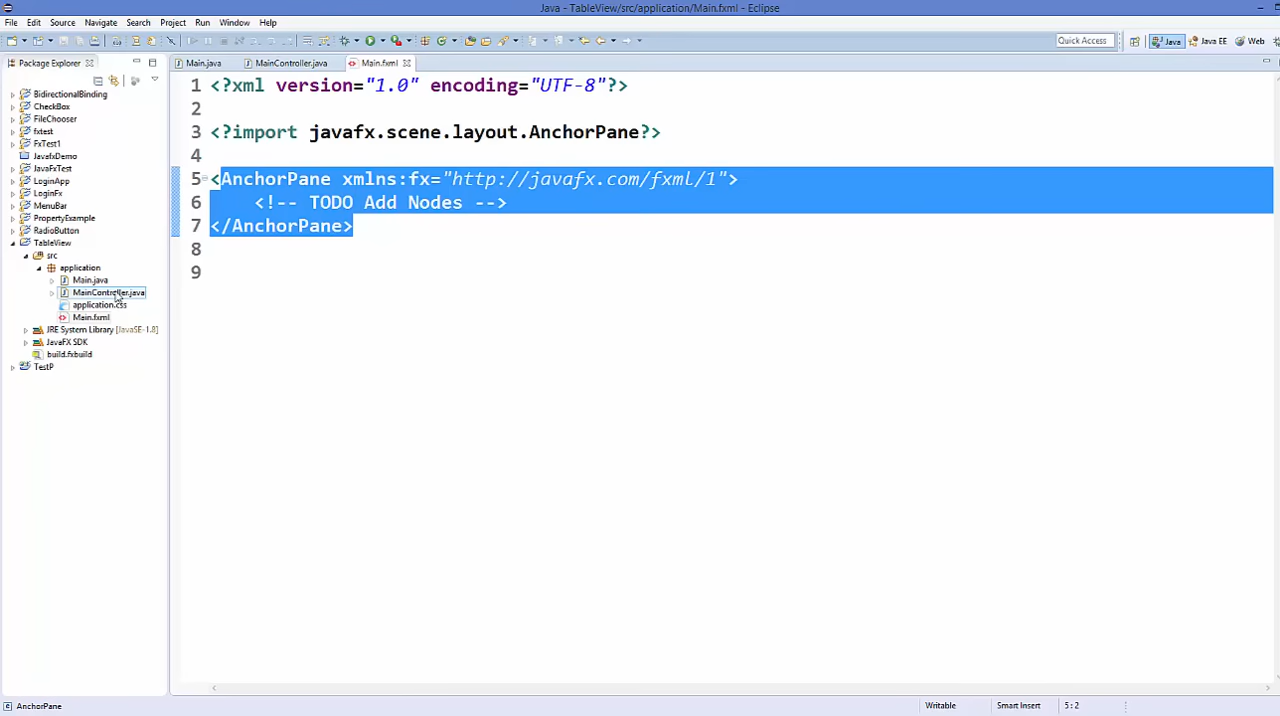 Java - TableView/src/application/Main.fxml - Eclipse
File Edit Source Navigate Search Project Run Window Help
Quick Access Java Java EE Web
Package Explorer
Main.java MainController.java Main.fxml
BidirectionalBinding
CheckBox
FileChooser
fxtest
FxTest1
JavafxDemo
JavaFxTest
LoginApp
LoginFx
MenuBar
PropertyExample
RadioButton
TableView
src
application
Main.java
MainController.java
application.css
Main.fxml
JRE System Library [JavaSE-1.8]
JavaFX SDK
build.fxbuild
TestP
1 <?xml version="1.0" encoding="UTF-8"?>
2
3 <?import javafx.scene.layout.AnchorPane?>
4
5 <AnchorPane xmlns:fx="http://javafx.com/fxml/1">
6 <!-- TODO Add Nodes -->
7 </AnchorPane>
8
9
AnchorPane Writable Smart Insert 5 : 2